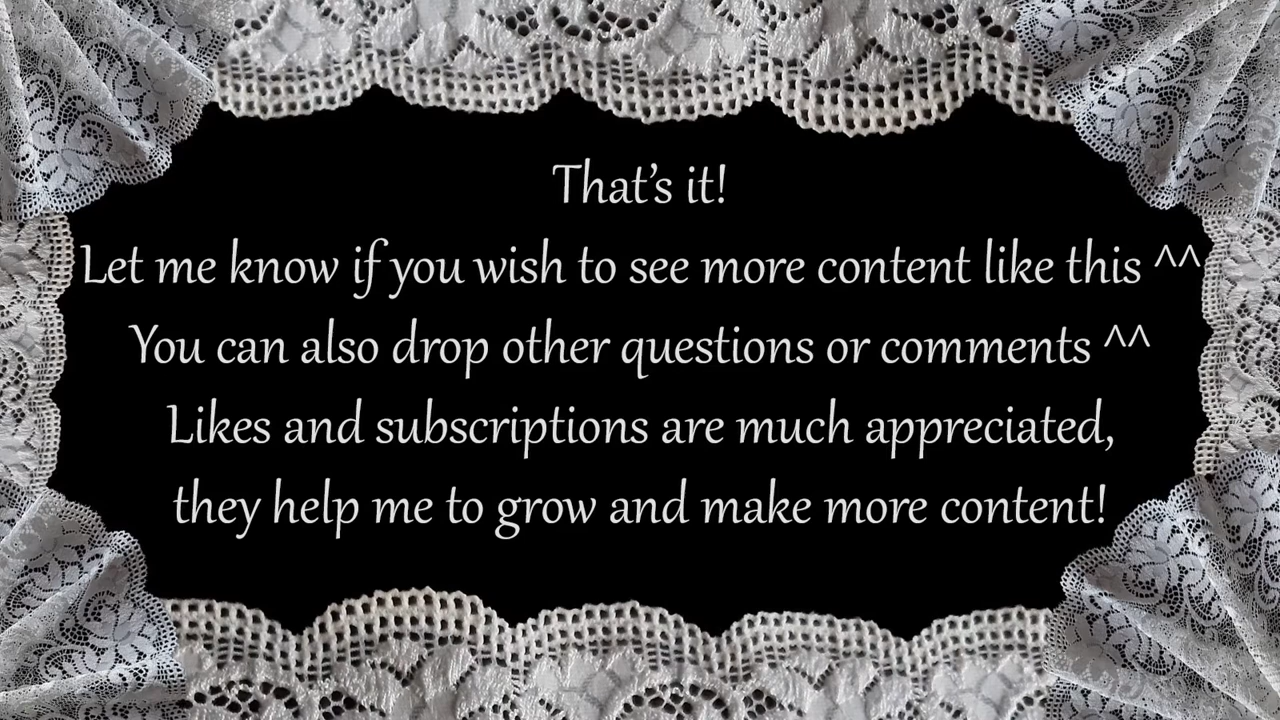 That’s it!
Let me know if you wish to see more content like this ^^
You can also drop other questions or comments ^^
Likes and subscriptions are much appreciated,
they help me to grow and make more content!